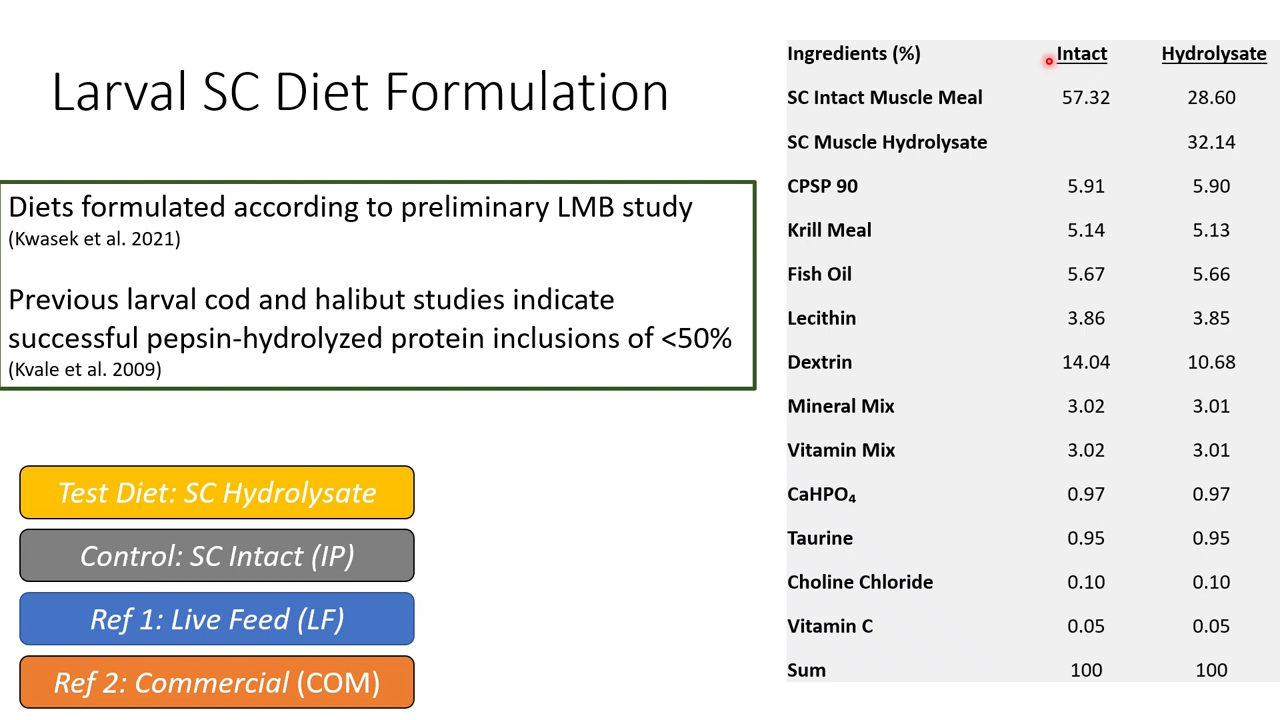 Larval SC Diet Formulation
Diets formulated according to preliminary LMB study
(Kwasek et al. 2021)
Previous larval cod and halibut studies indicate
successful pepsin-hydrolyzed protein inclusions of <50%
(Kvale et al. 2009)
Test Diet: SC Hydrolysate
Control: SC Intact (IP)
Ref 1: Live Feed (LF)
Ref 2: Commercial (COM)
Ingredients (%) Intact Hydrolysate
SC Intact Muscle Meal 57.32 28.60
SC Muscle Hydrolysate 32.14
CPSP 90 5.91 5.90
Krill Meal 5.14 5.13
Fish Oil 5.67 5.66
Lecithin 3.86 3.85
Dextrin 14.04 10.68
Mineral Mix 3.02 3.01
Vitamin Mix 3.02 3.01
CaHPO₄ 0.97 0.97
Taurine 0.95 0.95
Choline Chloride 0.10 0.10
Vitamin C 0.05 0.05
Sum 100 100